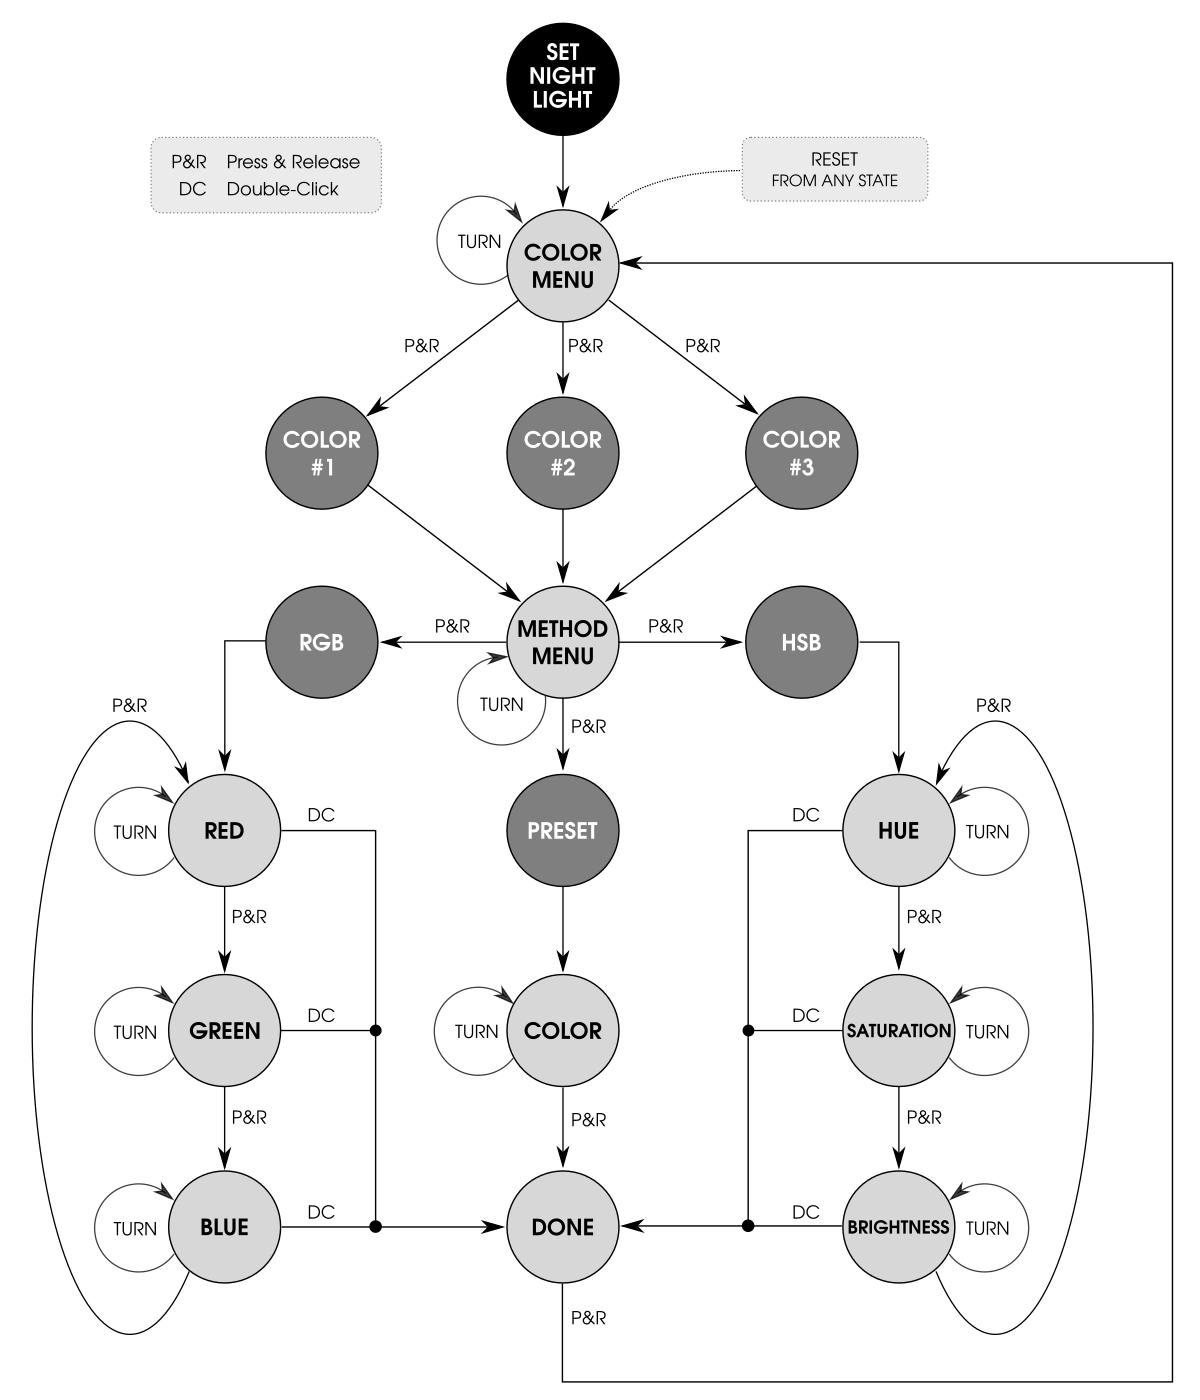 SET
NIGHT
LIGHT
P&R Press & Release
DC Double-Click
RESET
FROM ANY STATE
TURN
COLOR
MENU
P&R
P&R
P&R
COLOR
#1
COLOR
#2
COLOR
#3
RGB
P&R
METHOD
MENU
P&R
HSB
TURN
P&R
P&R
P&R
TURN
RED
DC
PRESET
DC
HUE
TURN
P&R
P&R
TURN
GREEN
DC
TURN
COLOR
DC
SATURATION
TURN
P&R
P&R
P&R
TURN
BLUE
DC
DONE
DC
BRIGHTNESS
TURN
P&R